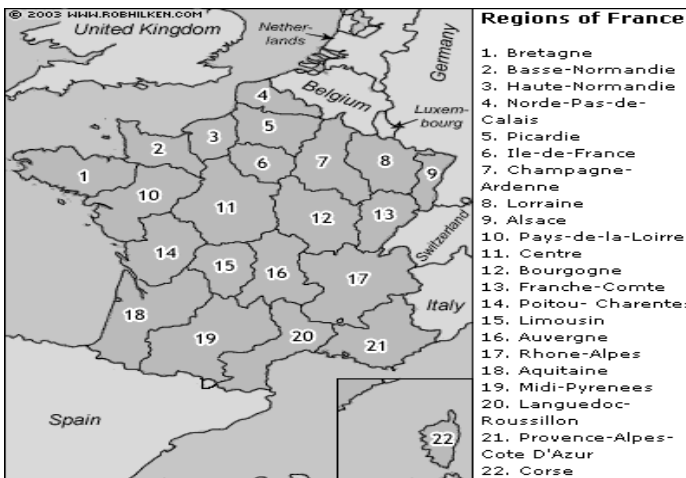 © 2003 WWW.ROBHILKEN.COM
United Kingdom
Nether-
lands
Germany
Belgium
Luxem-
bourg
Switzerland
Italy
Spain
4
5
3
2
6
7
8
9
1
10
11
12
13
14
15
16
17
18
19
20
21
22
Regions of France
1. Bretagne
2. Basse-Normandie
3. Haute-Normandie
4. Norde-Pas-de-
Calais
5. Picardie
6. Ile-de-France
7. Champagne-
Ardenne
8. Lorraine
9. Alsace
10. Pays-de-la-Loirre
11. Centre
12. Bourgogne
13. Franche-Comte
14. Poitou- Charentes
15. Limousin
16. Auvergne
17. Rhone-Alpes
18. Aquitaine
19. Midi-Pyrenees
20. Languedoc-
Roussillon
21. Provence-Alpes-
Cote D'Azur
22. Corse